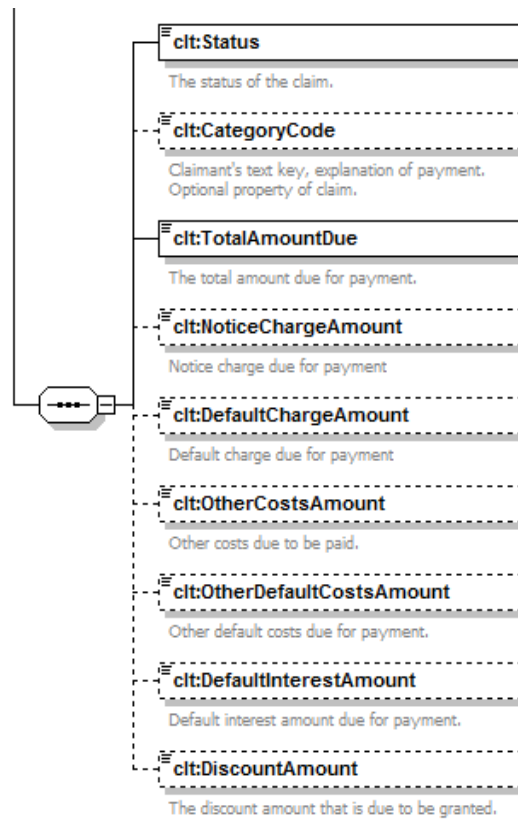 clt:Status
The status of the claim.
clt:CategoryCode
Claimant's text key, explanation of payment.
Optional property of claim.
clt:TotalAmountDue
The total amount due for payment.
clt:NoticeChargeAmount
Notice charge due for payment
clt:DefaultChargeAmount
Default charge due for payment
clt:OtherCostsAmount
Other costs due to be paid.
clt:OtherDefaultCostsAmount
Other default costs due for payment.
clt:DefaultInterestAmount
Default interest amount due for payment.
clt:DiscountAmount
The discount amount that is due to be granted.